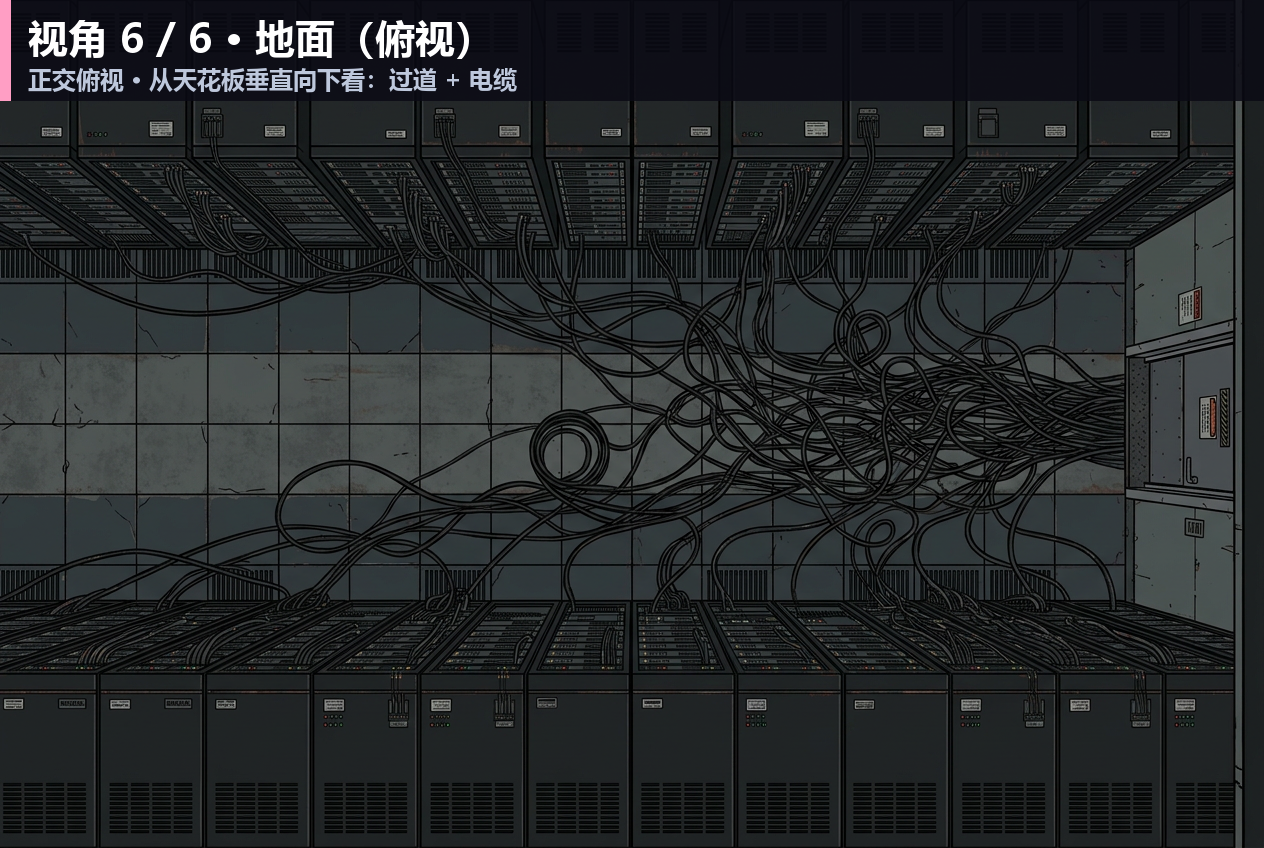 视角 6 / 6 • 地面（俯视）
正交俯视 • 从天花板垂直向下看：过道 + 电缆